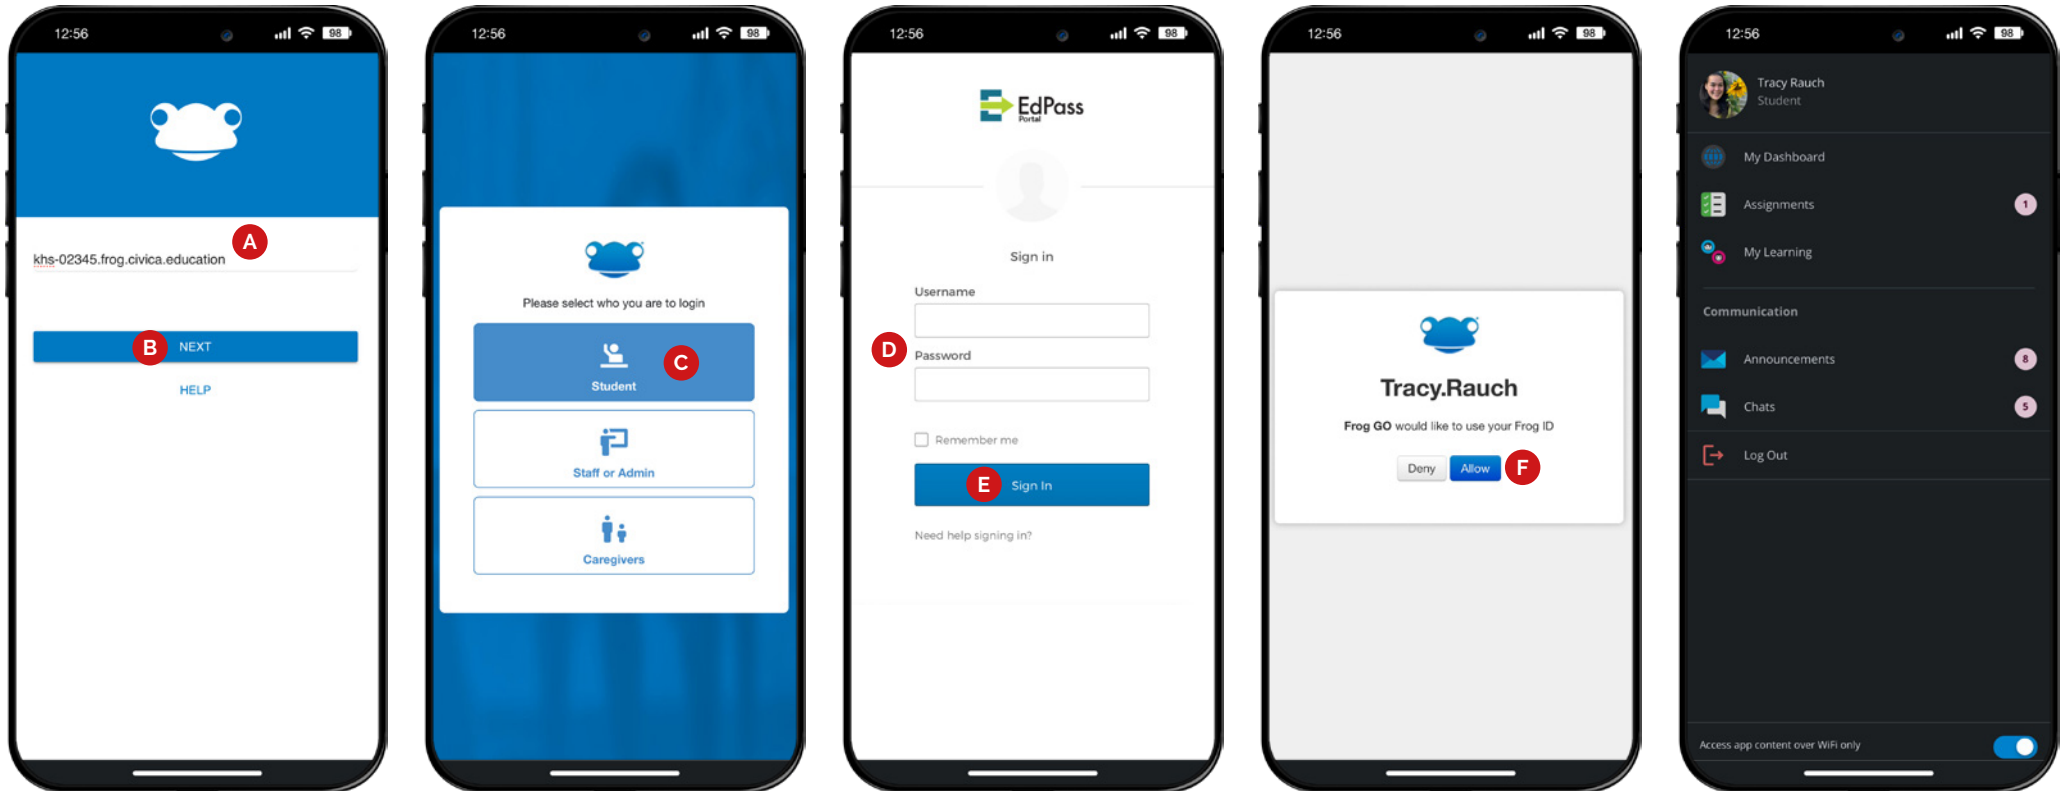 12:56
98
A
khs-02345.frog.civica.education
B
NEXT
HELP
12:56
98
Please select who you are to login
C
Student
Staff or Admin
Caregivers
12:56
98
EdPass
Portal
Sign in
Username
D
Password
Remember me
E
Sign In
Need help signing in?
12:56
98
Tracy.Rauch
Frog GO would like to use your Frog ID
Deny
Allow
F
12:56
98
Tracy Rauch
Student
My Dashboard
Assignments 1
My Learning
Communication
Announcements 8
Chats 5
Log Out
Access app content over WiFi only